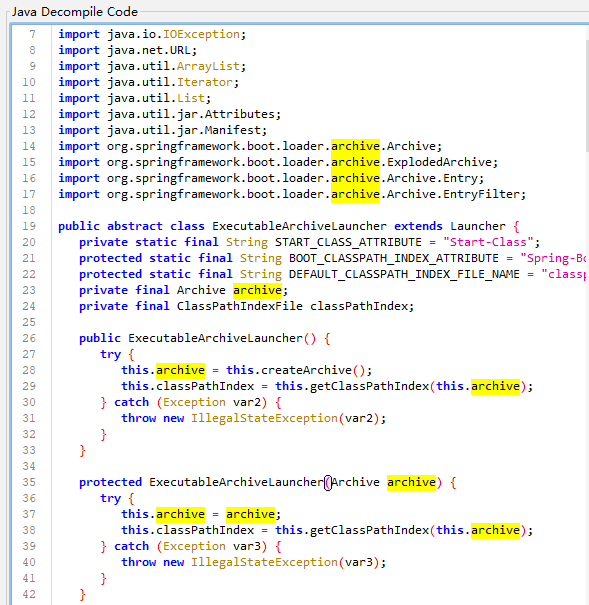 Java Decompile Code
7 import java.io.IOException;
8 import java.net.URL;
9 import java.util.ArrayList;
10 import java.util.Iterator;
11 import java.util.List;
12 import java.util.jar.Attributes;
13 import java.util.jar.Manifest;
14 import org.springframework.boot.loader.archive.Archive;
15 import org.springframework.boot.loader.archive.ExplodedArchive;
16 import org.springframework.boot.loader.archive.Archive.Entry;
17 import org.springframework.boot.loader.archive.Archive.EntryFilter;
18
19 public abstract class ExecutableArchiveLauncher extends Launcher {
20 private static final String START_CLASS_ATTRIBUTE = "Start-Class";
21 protected static final String BOOT_CLASSPATH_INDEX_ATTRIBUTE = "Spring-Bo
22 protected static final String DEFAULT_CLASSPATH_INDEX_FILE_NAME = "classp
23 private final Archive archive;
24 private final ClassPathIndexFile classPathIndex;
25
26 public ExecutableArchiveLauncher() {
27 try {
28 this.archive = this.createArchive();
29 this.classPathIndex = this.getClassPathIndex(this.archive);
30 } catch (Exception var2) {
31 throw new IllegalStateException(var2);
32 }
33 }
34
35 protected ExecutableArchiveLauncher(Archive archive) {
36 try {
37 this.archive = archive;
38 this.classPathIndex = this.getClassPathIndex(this.archive);
39 } catch (Exception var3) {
40 throw new IllegalStateException(var3);
41 }
42 }